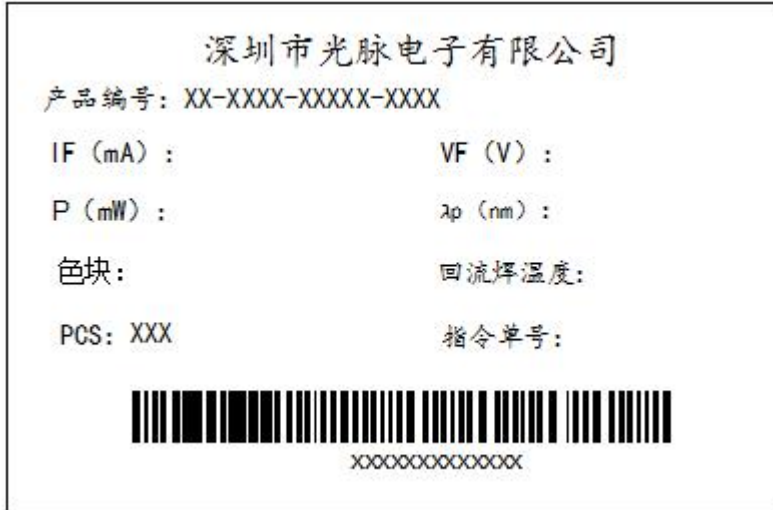 深圳市光脉电子有限公司
产品编号：XX-XXXX-XXXXX-XXXX
IF（mA）： VF（V）：
P（mW）： λp（nm）：
色块： 回流焊温度：
PCS：XXX 指令单号：
XXXXXXXXXXXXX